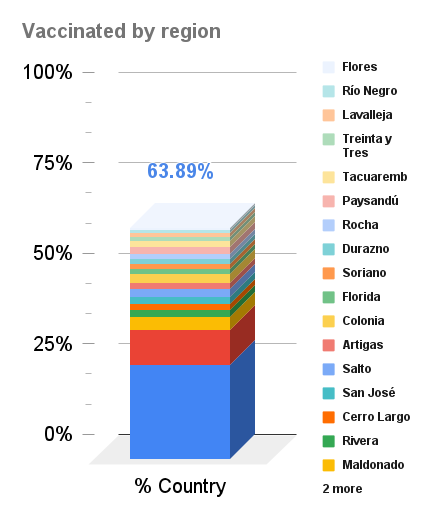 Vaccinated by region
100%
75%
50%
25%
0%
63.89%
% Country
Flores
Río Negro
Lavalleja
Treinta y
Tres
Tacuaremb
Paysandú
Rocha
Durazno
Soriano
Florida
Colonia
Artigas
Salto
San José
Cerro Largo
Rivera
Maldonado
2 more